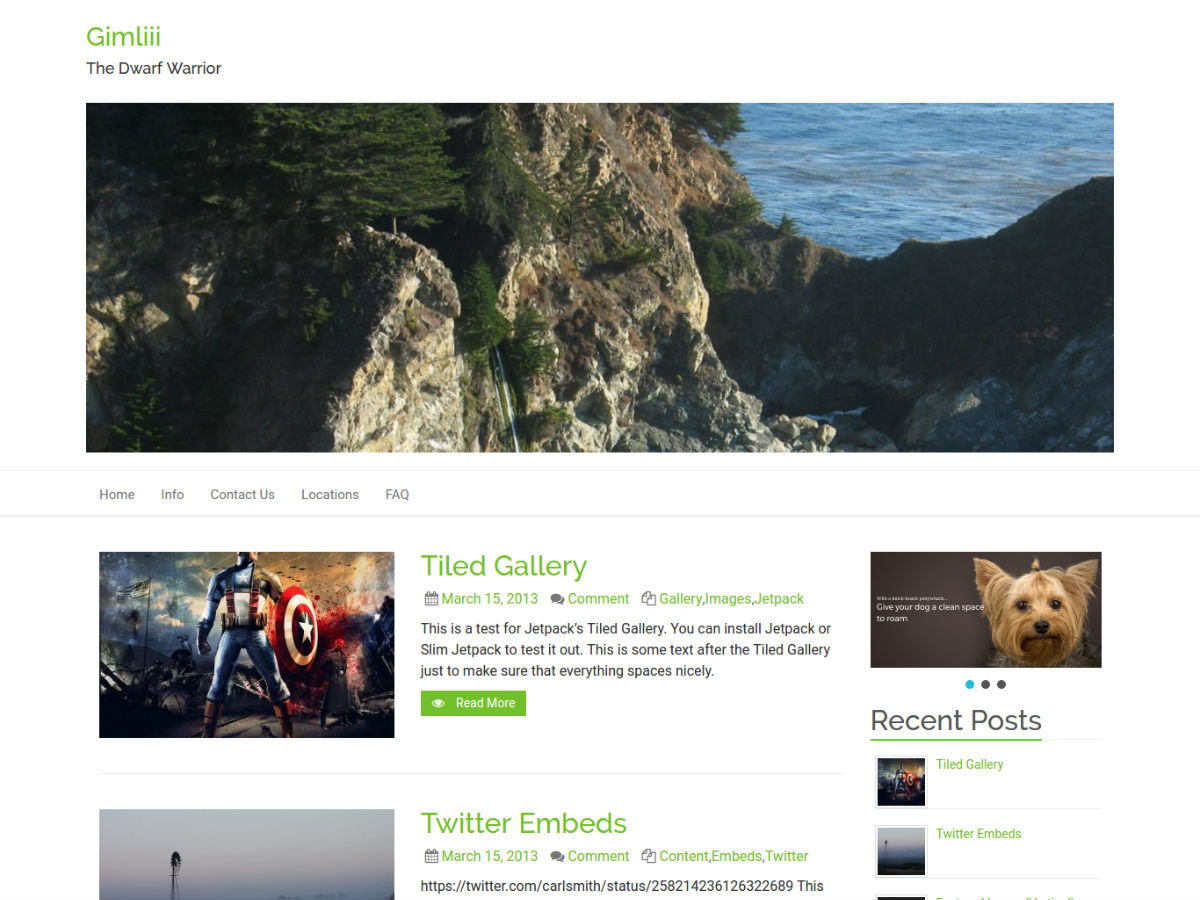 Gimliii
The Dwarf Warrior
Home Info Contact Us Locations FAQ
Tiled Gallery
March 15, 2013 Comment Gallery,Images,Jetpack
This is a test for Jetpack's Tiled Gallery. You can install Jetpack or
Slim Jetpack to test it out. This is some text after the Tiled Gallery
just to make sure that everything spaces nicely.
Read More
Twitter Embeds
March 15, 2013 Comment Content,Embeds,Twitter
https://twitter.com/carlsmith/status/258214236126322689 This
Give your dog a clean space
to roam
Recent Posts
Tiled Gallery
Twitter Embeds